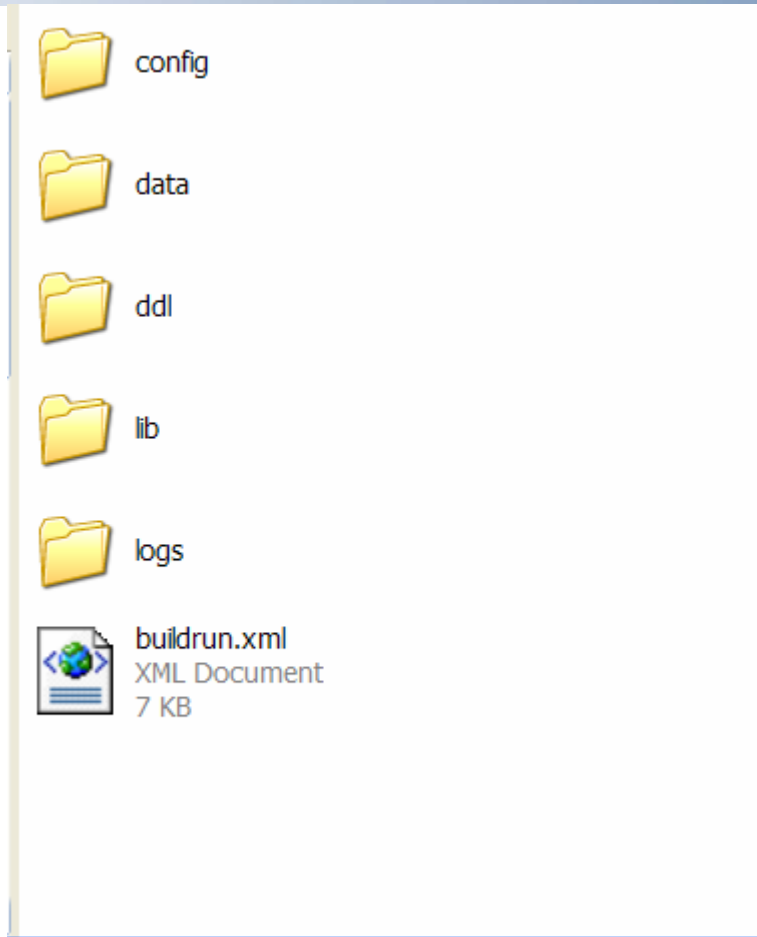 config
data
ddl
lib
logs
buildrun.xml
XML Document
7 KB